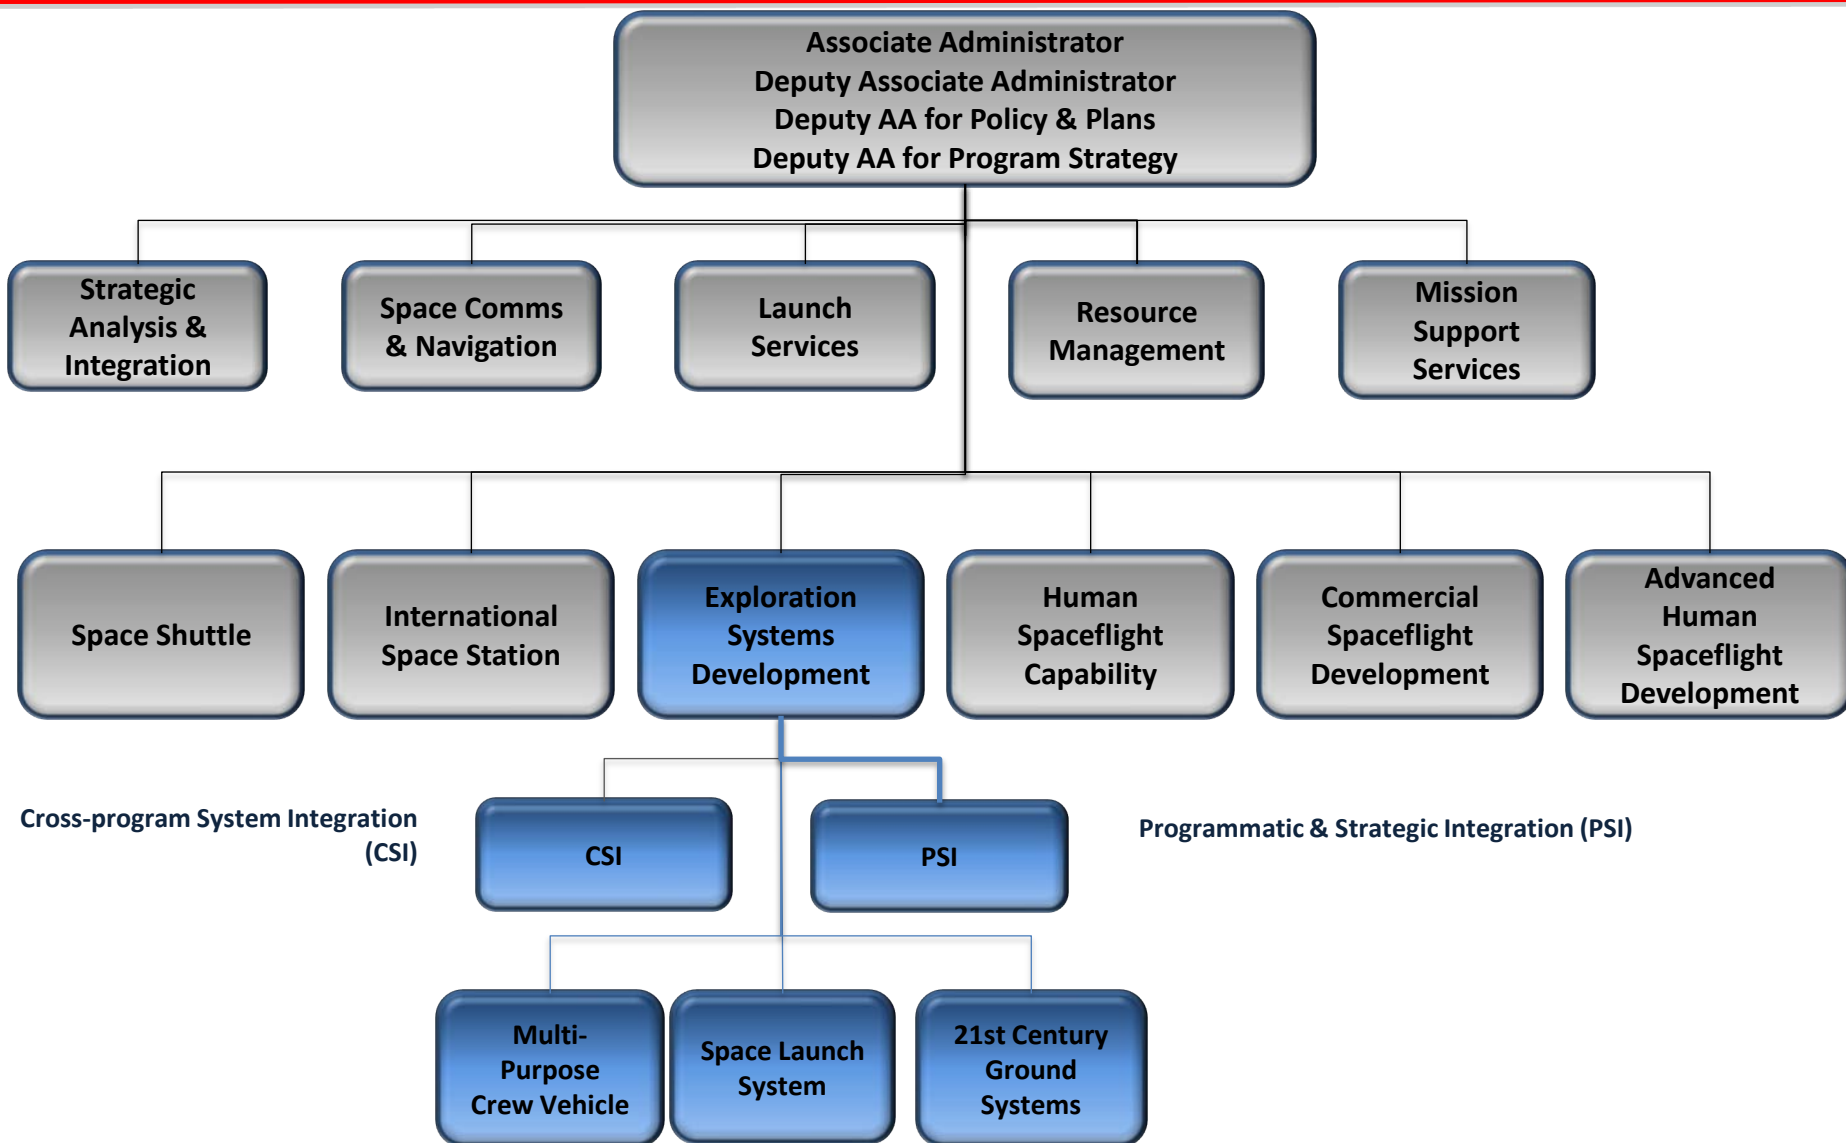 Associate Administrator
Deputy Associate Administrator
Deputy AA for Policy & Plans
Deputy AA for Program Strategy
Strategic
Analysis &
Integration
Space Comms
& Navigation
Launch
Services
Resource
Management
Mission
Support
Services
Space Shuttle
International
Space Station
Exploration
Systems
Development
Human
Spaceflight
Capability
Commercial
Spaceflight
Development
Advanced
Human
Spaceflight
Development
Cross-program System Integration
(CSI)
CSI
PSI
Programmatic & Strategic Integration (PSI)
Multi-
Purpose
Crew Vehicle
Space Launch
System
21st Century
Ground
Systems